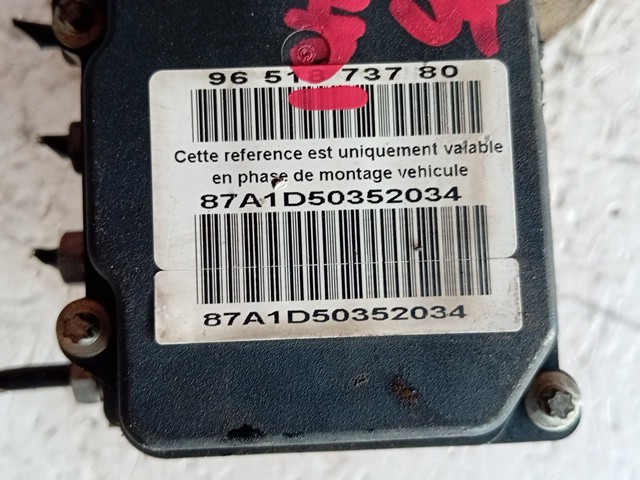 96 518 737 80
Cette reference est uniquement valable
en phase de montage vehicule
87A1D50352034
87A1D50352034